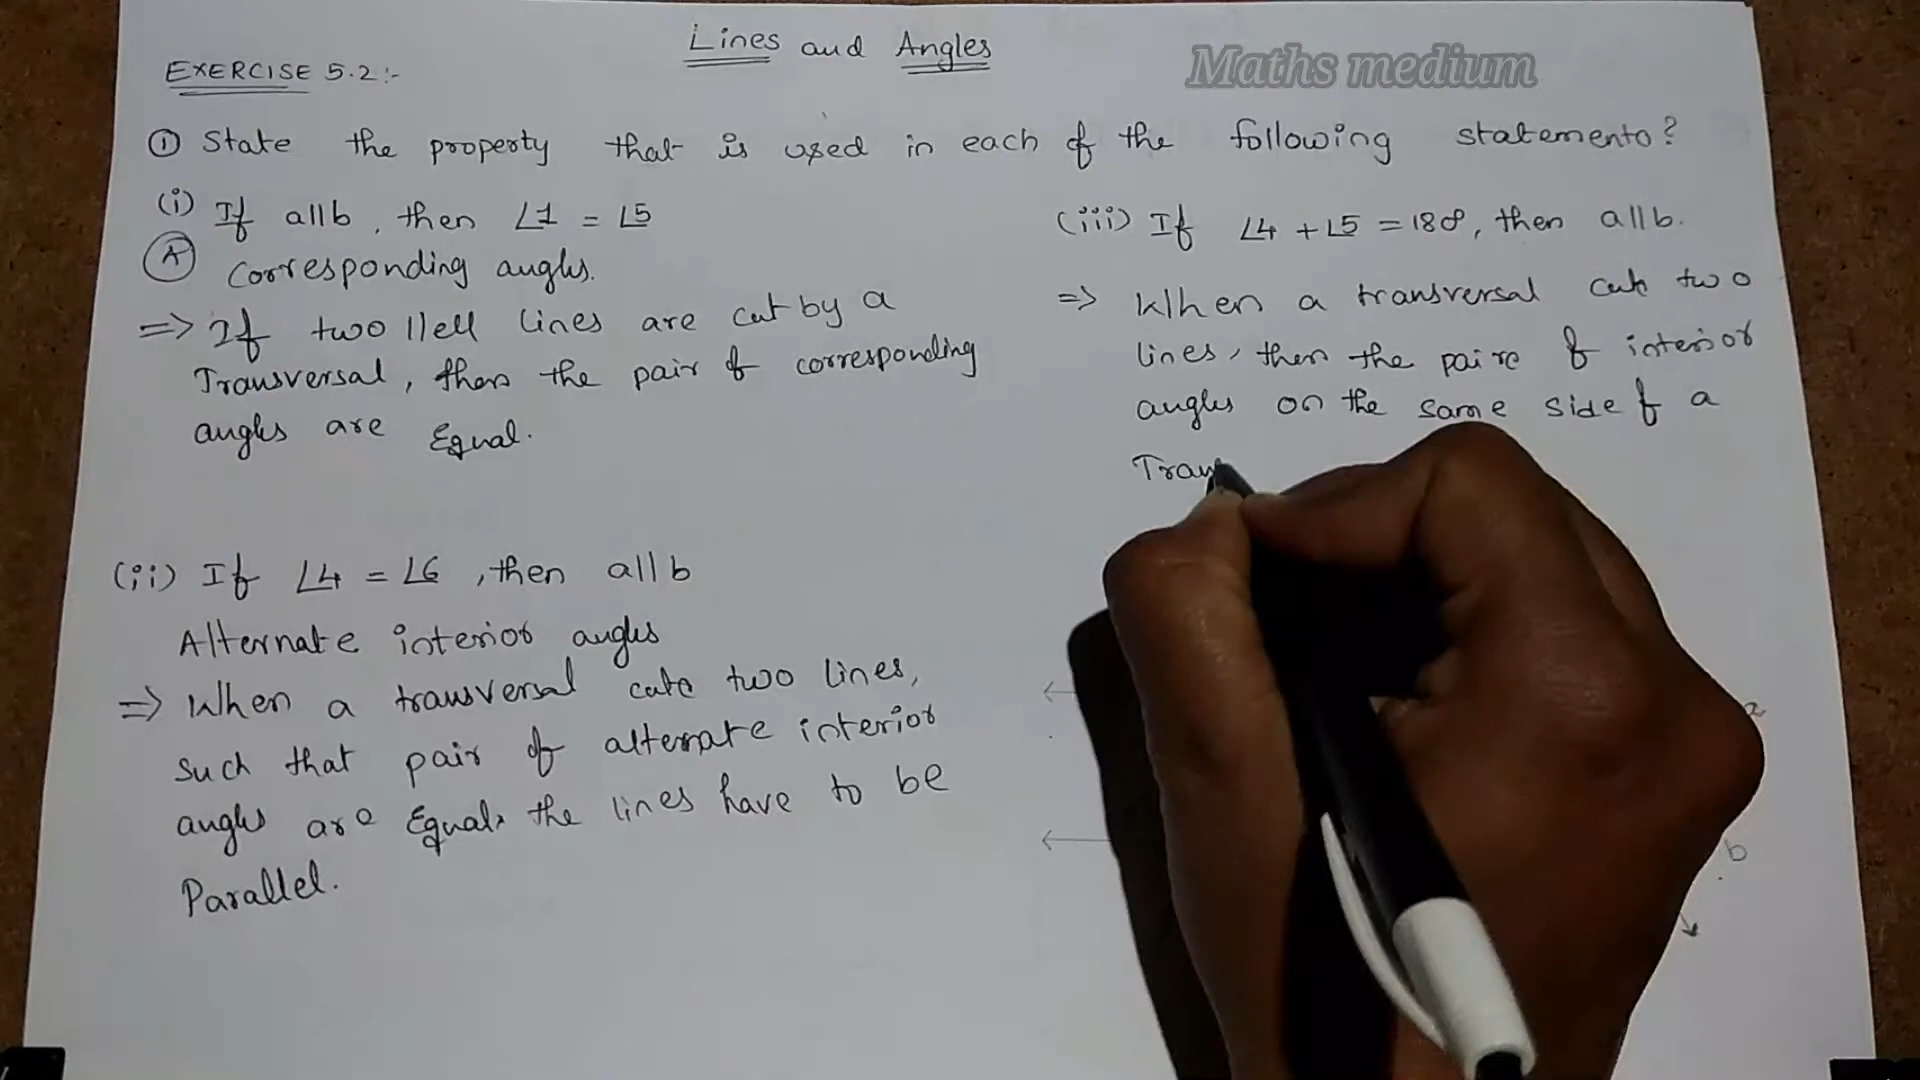 Lines and Angles
Maths medium
EXERCISE 5.2:-
① State the property that is used in each of the following statements?
(i) If a||b, then ∠1 = ∠5
Ⓐ Corresponding angles.
=> If two ||ell lines are cut by a
Transversal, then the pair of corresponding
angles are Equal.
(ii) If ∠4 = ∠6, then a||b
Alternate interior angles
=> When a transversal cuts two lines,
Such that pair of alternate interior
angles are Equal, the lines have to be
Parallel.
(iii) If ∠4 + ∠5 = 180, then a||b.
=> When a transversal cuts two
lines, then the pairs of interior
angles on the same side of a
Trans
a
b